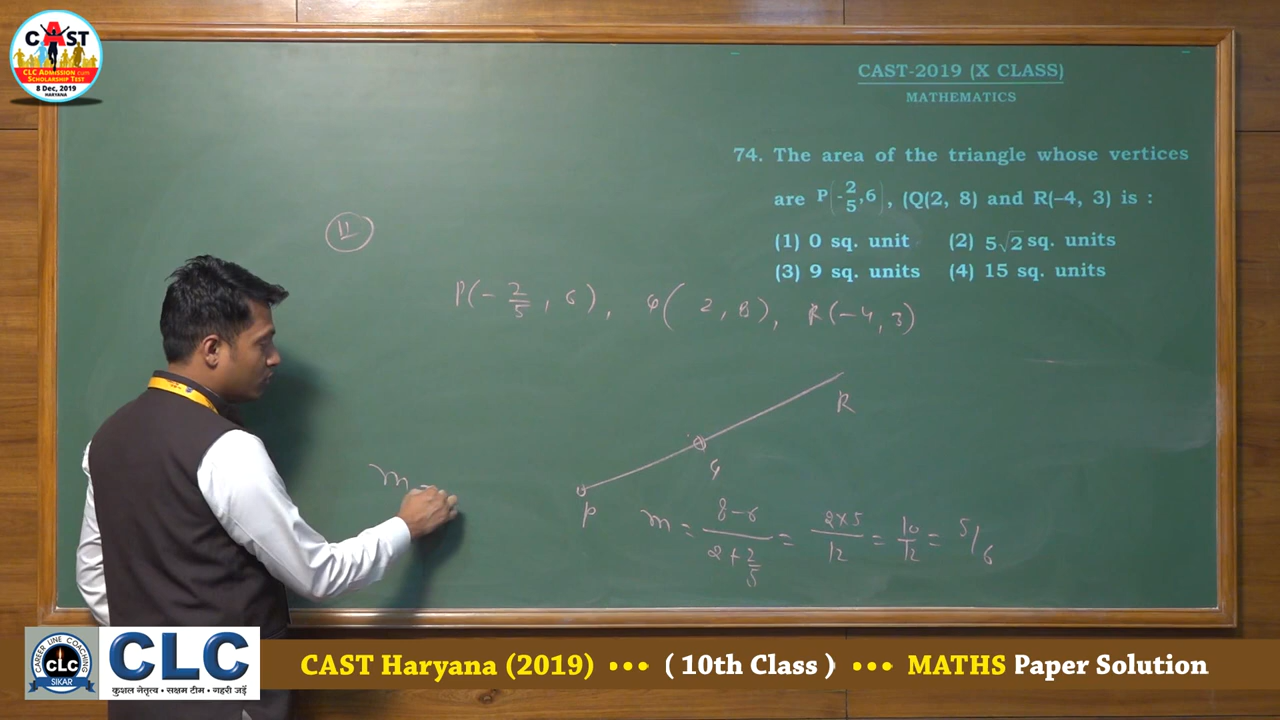 CAST
CLC ADMISSION cum
SCHOLARSHIP TEST
8 Dec, 2019
HARYANA
CAST-2019 (X CLASS)
MATHEMATICS
74. The area of the triangle whose vertices
are P(-2/5,6), (Q(2, 8) and R(–4, 3) is :
(1) 0 sq. unit (2) 5√2 sq. units
(3) 9 sq. units (4) 15 sq. units
P(- 2/5, 6), Q( 2, 8), R(-4, 3)
R
Q
P
m = 8-6 / 2+2/5 = 2×5/12 = 10/12 = 5/6
m =
CAREER LINE COACHING
CLC
SIKAR
CLC
कुशल नेतृत्व • सक्षम टीम • गहरी जड़ें
CAST Haryana (2019) ••• ( 10th Class ) ••• MATHS Paper Solution